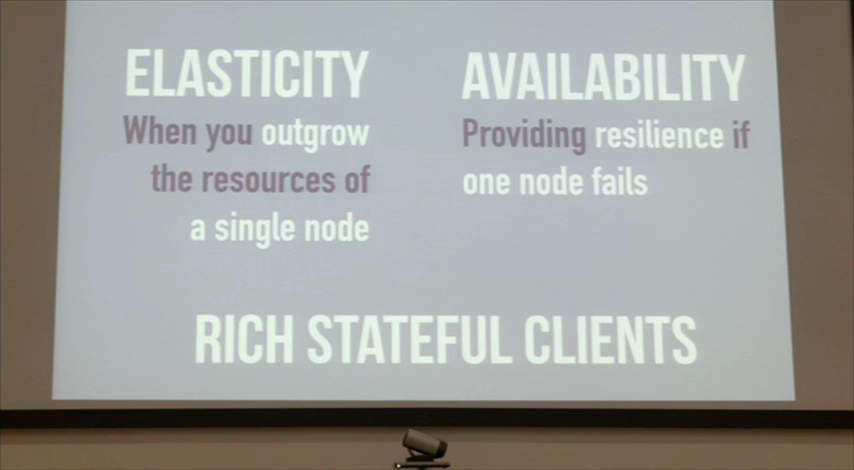 ELASTICITY
When you outgrow
the resources of
a single node
AVAILABILITY
Providing resilience if
one node fails
RICH STATEFUL CLIENTS